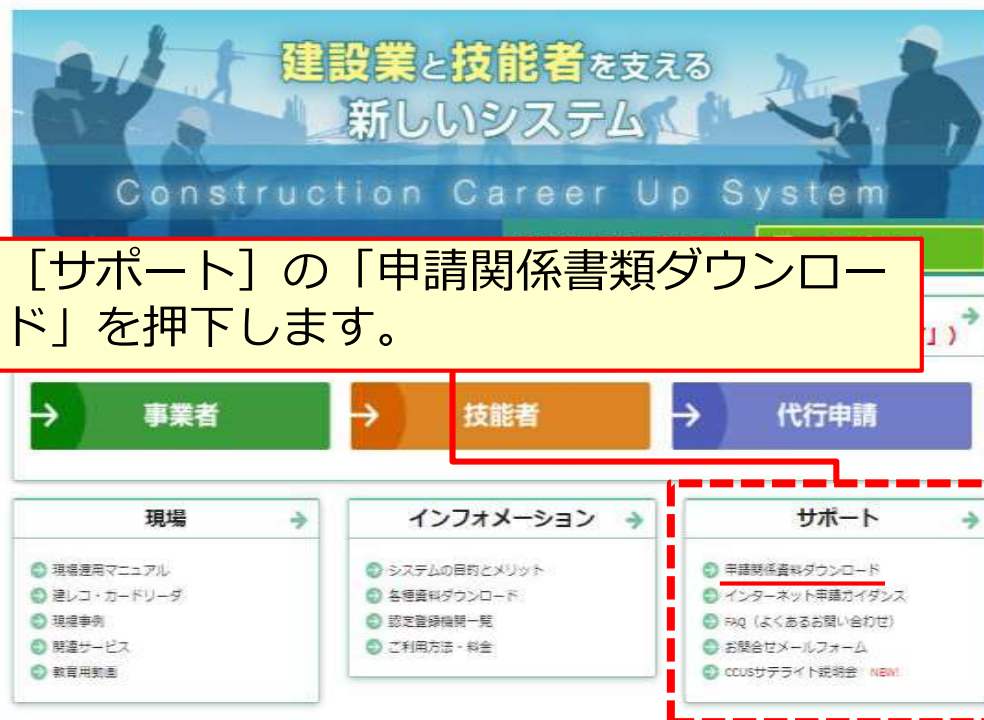 建設業と技能者を支える
新しいシステム
Construction Career Up System
［サポート］の「申請関係書類ダウンロー
ド」を押下します。
」）
事業者
技能者
代行申請
現場
現場運用マニュアル
建レコ・カードリーダ
現場事例
関連サービス
教育用動画
インフォメーション
システムの目的とメリット
各種資料ダウンロード
認定登録機関一覧
ご利用方法・料金
サポート
申請関係資料ダウンロード
インターネット申請ガイダンス
FAQ（よくあるお問い合わせ）
お問合せメールフォーム
CCUSサテライト説明会 NEW!